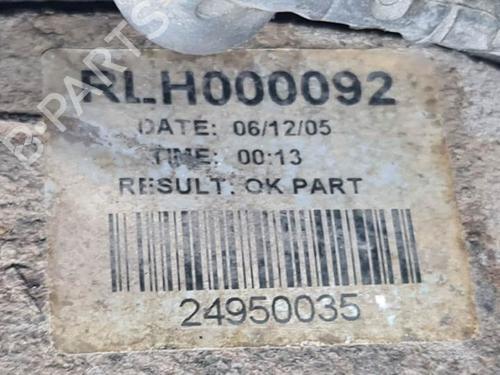 RLH000092
DATE: 06/12/05
TIME: 00:13
RESULT: OK PART
24950035
B-PARTS